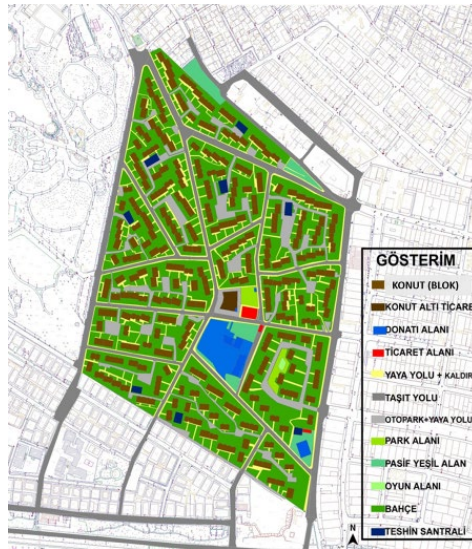 GÖSTERİM
KONUT (BLOK)
KONUT ALTI TİCARE
DONATI ALANI
TİCARET ALANI
YAYA YOLU + KALDIR
TAŞIT YOLU
OTOPARK+YAYA YOLU
PARK ALANI
PASİF YEŞİL ALAN
OYUN ALANI
BAHÇE
TESHİN SANTRALİ
N